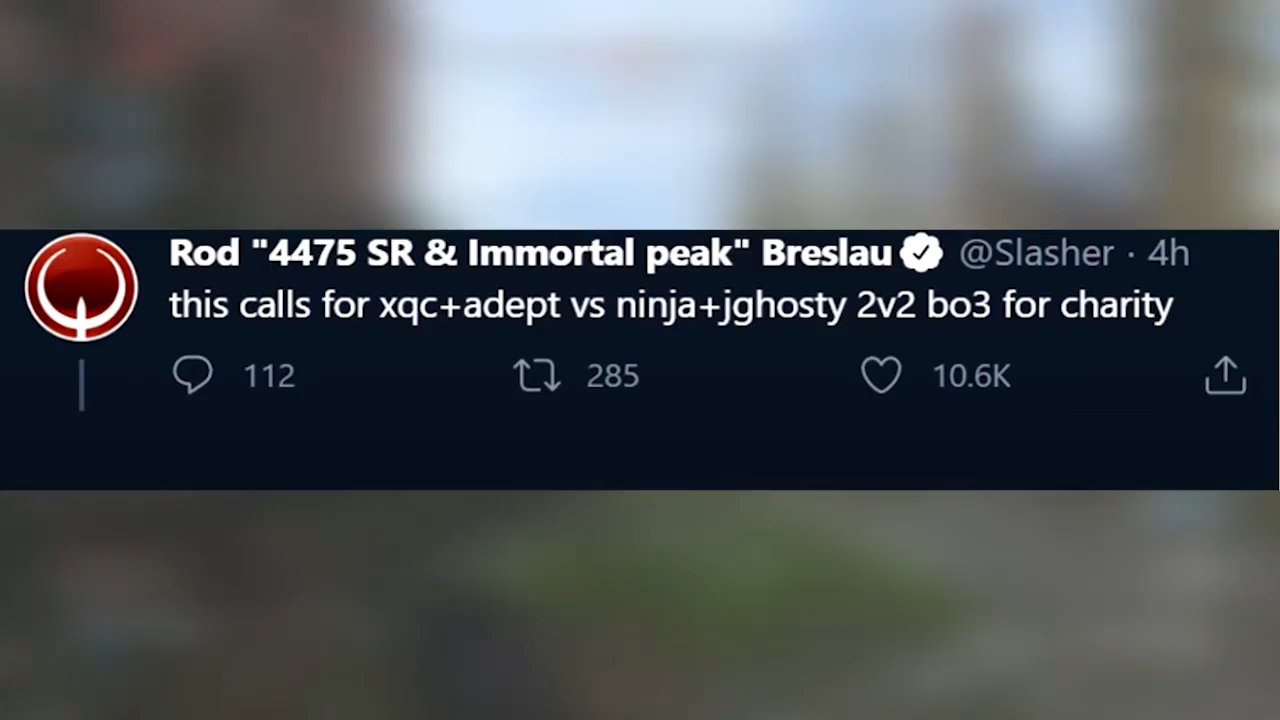 Rod "4475 SR & Immortal peak" Breslau @Slasher · 4h
this calls for xqc+adept vs ninja+jghosty 2v2 bo3 for charity
112 285 10.6K